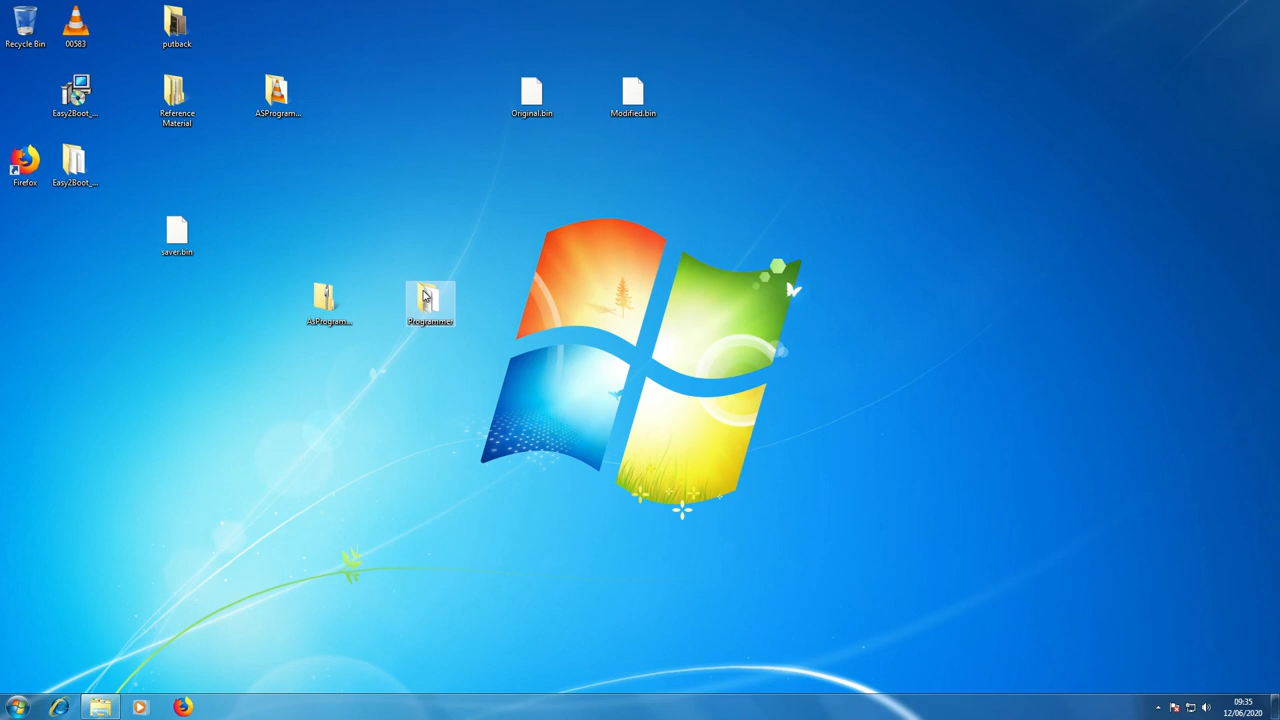 Recycle Bin
00583
putback
Easy2Boot_...
Reference
Material
ASProgram...
Original.bin
Modified.bin
Firefox
Easy2Boot_...
saver.bin
AsProgram...
Programmer
09:35
12/06/2020